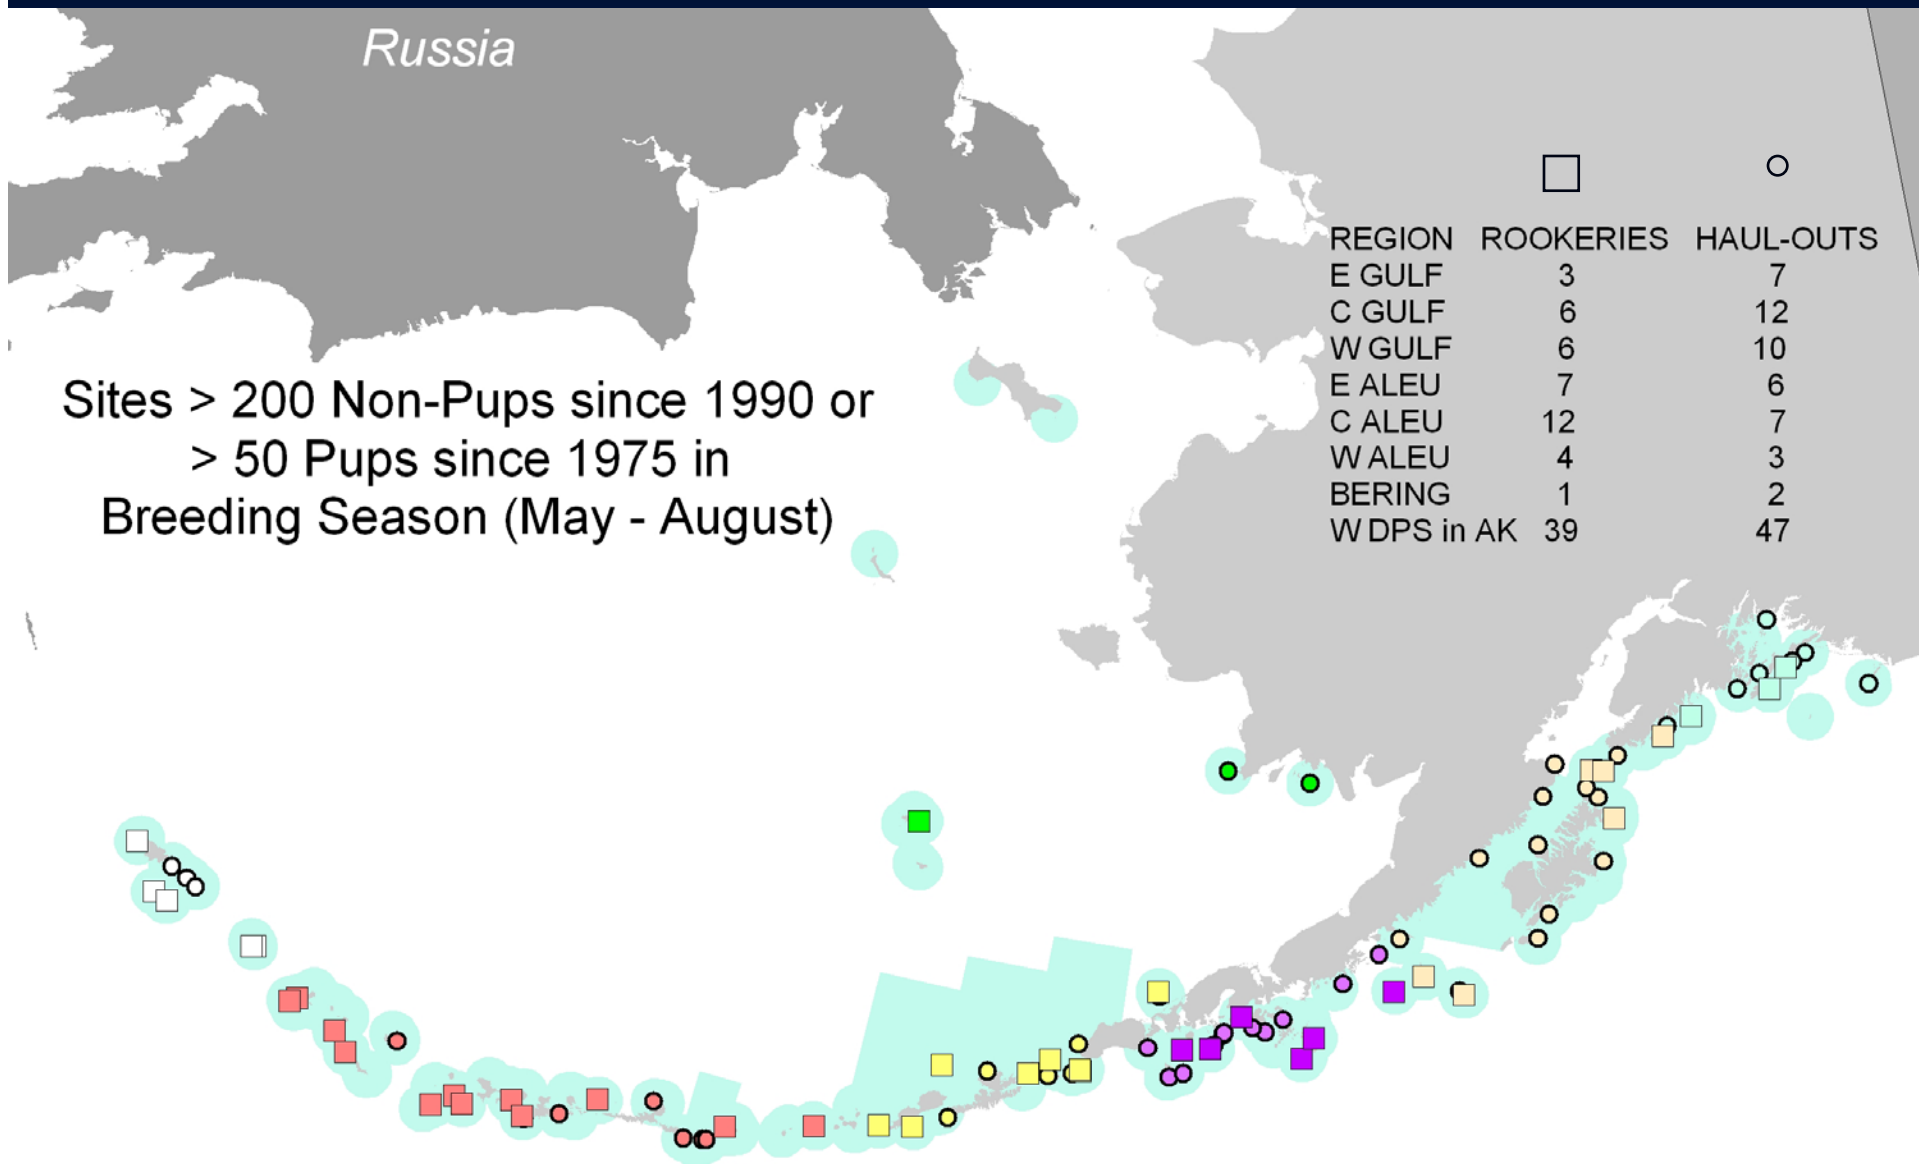 Russia
REGION ROOKERIES HAUL-OUTS
E GULF 3 7
C GULF 6 12
W GULF 6 10
E ALEU 7 6
C ALEU 12 7
W ALEU 4 3
BERING 1 2
W DPS in AK 39 47
Sites > 200 Non-Pups since 1990 or
> 50 Pups since 1975 in
Breeding Season (May - August)